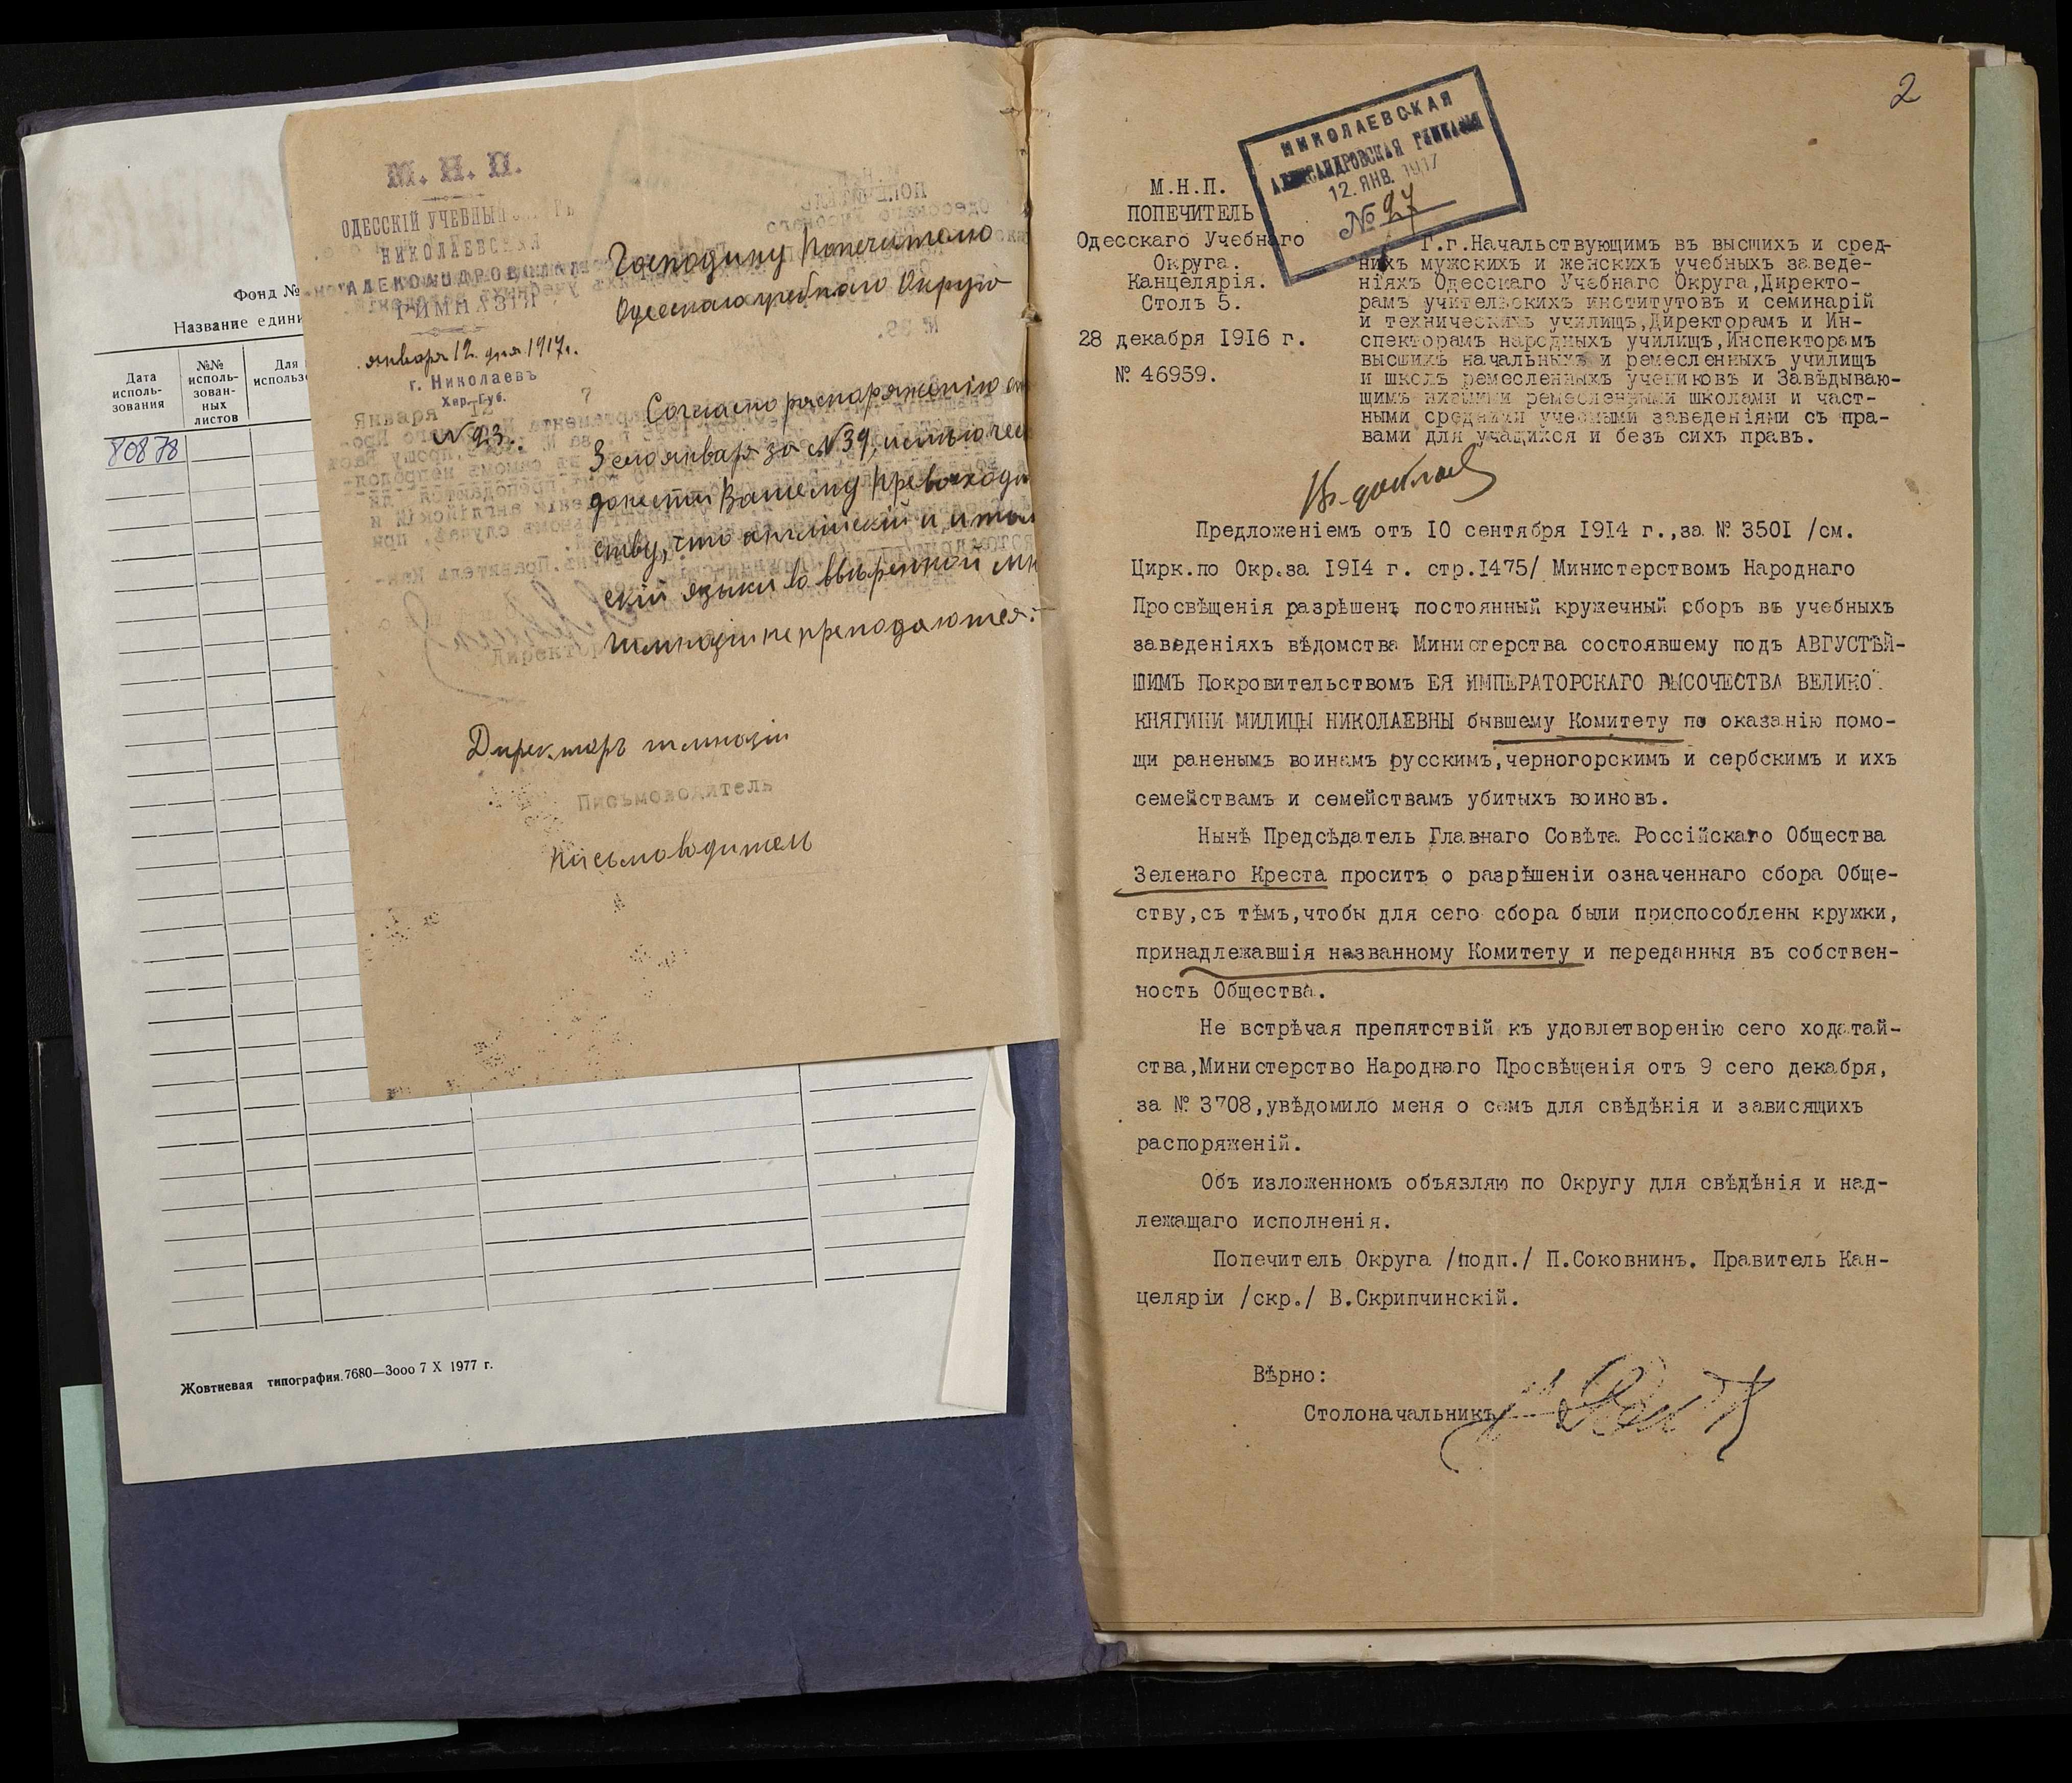 Фонд №
Название едини
Дата исполь-зования
№№ исполь-зован-ных листов
Для использо
80878
Жовтневая типография. 7680—3000 7 X 1977 г.
М. Н. П.
ОДЕССКІЙ УЧЕБНЫЙ
НИКОЛАЕВСКАЯ
ГИМНАЗІЯ
января 12 дня 1917 г.
г. Николаевъ
Хер. Губ.
№ 23.
Господину Попечителю
Одесскаго учебнаго Округа
Согласно распоряженію от
3 сего января за №39, имѣю чес
донести Вашему Превосходи
ству, что англійскій и италь
скій языки во ввѣренной мн
гимназіи не преподаются.
Директоръ гимназіи
Письмоводитель
Письмоводитель
2
НИКОЛАЕВСКАЯ
АЛЕКСАНДРОВСКАЯ ГИМНАЗІЯ
12. ЯНВ. 1917
№ 27
М.Н.П.
ПОПЕЧИТЕЛЬ
Одесскаго Учебнаго
Округа.
Канцелярія.
Столъ 5.
28 декабря 1916 г.
№ 46959.
Г.г.Начальствующимъ въ высшихъ и сред-
нихъ мужскихъ и женскихъ учебныхъ заведе-
ніяхъ Одесскаго Учебнаго Округа,Директо-
рамъ учительскихъ институтовъ и семинарій
и техническихъ училищъ,Директорамъ и Ин-
спекторамъ народныхъ училищъ,Инспекторамъ
высшихъ начальныхъ и ремесленныхъ училищъ
и школъ ремесленныхъ учениковъ и Завѣдываю-
щимъ низшими ремесленными школами и част-
ными средними учебными заведеніями съ пра-
вами для учащихся и безъ сихъ правъ.
Предложеніемъ отъ 10 сентября 1914 г.,за № 3501 /см.
Цирк.по Окр.за 1914 г. стр.1475/ Министерствомъ Народнаго
Просвѣщенія разрѣшенъ постоянный кружечный сборъ въ учебныхъ
заведеніяхъ вѣдомства Министерства состоявшему подъ АВГУСТѢЙ-
ШИМЪ Покровительствомъ ЕЯ ИМПЕРАТОРСКАГО ВЫСОЧЕСТВА ВЕЛИКОЙ
КНЯГИНИ МИЛИЦЫ НИКОЛАЕВНЫ бывшему Комитету по оказанію помо-
щи раненымъ воинамъ русскимъ,черногорскимъ и сербскимъ и ихъ
семействамъ и семействамъ убитыхъ воиновъ.
Нынѣ Предсѣдатель Главнаго Совѣта Россійскаго Общества
Зеленаго Креста проситъ о разрѣшеніи означеннаго сбора Обще-
ству,съ тѣмъ,чтобы для сего сбора были приспособлены кружки,
принадлежавшія названному Комитету и переданныя въ собствен-
ность Общества.
Не встрѣчая препятствій къ удовлетворенію сего ходатай-
ства,Министерство Народнаго Просвѣщенія отъ 9 сего декабря,
за № 3708,увѣдомило меня о семъ для свѣдѣнія и зависящихъ
распоряженій.
Объ изложенномъ объявляю по Округу для свѣдѣнія и над-
лежащаго исполненія.
Попечитель Округа /подп./ П.Соковнинъ. Правитель Кан-
целяріи /скр./ В.Скрипчинскій.
Вѣрно:
Столоначальникъ